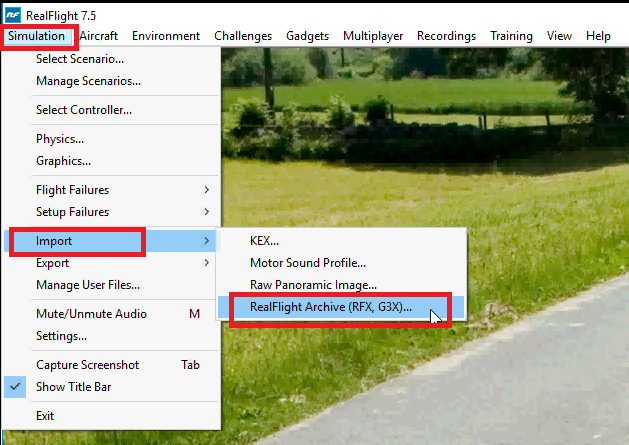 RealFlight 7.5
Simulation Aircraft Environment Challenges Gadgets Multiplayer Recordings Training View Help
Select Scenario...
Manage Scenarios...
Select Controller...
Physics...
Graphics...
Flight Failures
Setup Failures
Import
Export
Manage User Files...
Mute/Unmute Audio M
Settings...
Capture Screenshot Tab
Show Title Bar
Exit
KEX...
Motor Sound Profile...
Raw Panoramic Image...
RealFlight Archive (RFX, G3X)...